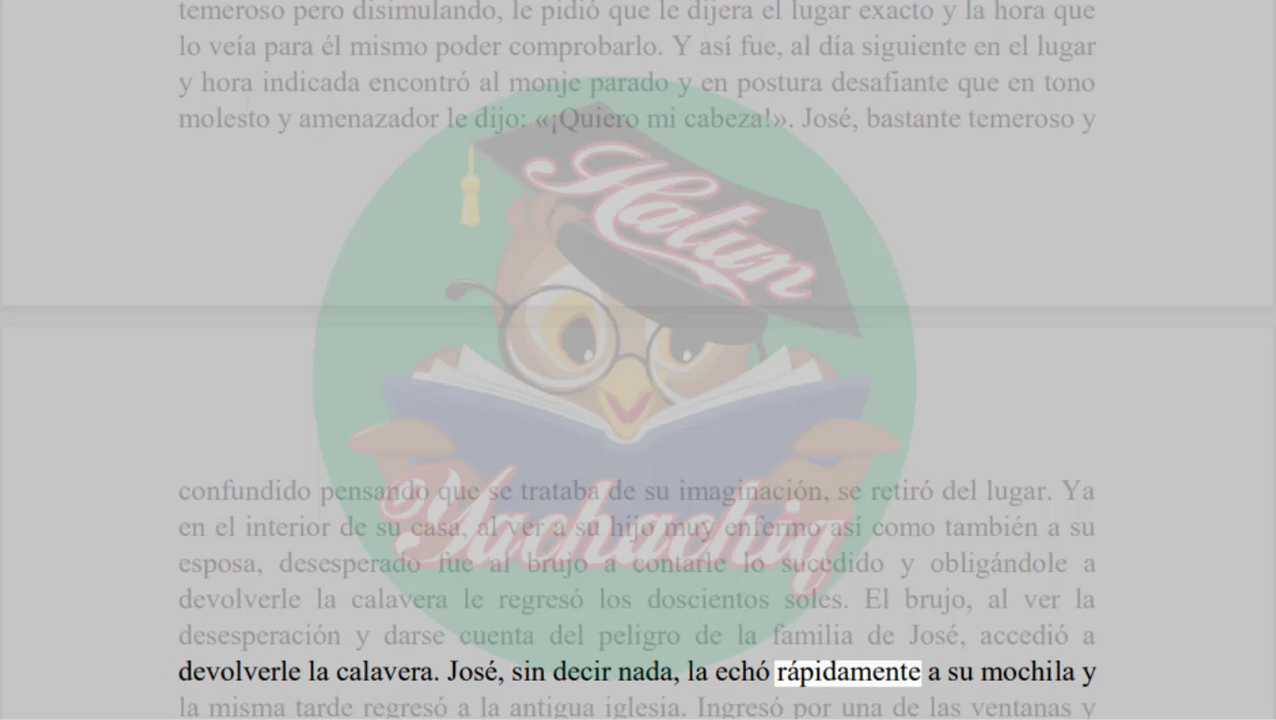 temeroso pero disimulando, le pidió que le dijera el lugar exacto y la hora que
lo veía para él mismo poder comprobarlo. Y así fue, al día siguiente en el lugar
y hora indicada encontró al monje parado y en postura desafiante que en tono
molesto y amenazador le dijo: «¡Quiero mi cabeza!». José, bastante temeroso y
Hatun
confundido pensando que se trataba de su imaginación, se retiró del lugar. Ya
en el interior de su casa, al ver a su hijo muy enfermo así como también a su
Yachachiq
esposa, desesperado fue al brujo a contarle lo sucedido y obligándole a
devolverle la calavera le regresó los doscientos soles. El brujo, al ver la
desesperación y darse cuenta del peligro de la familia de José, accedió a
devolverle la calavera. José, sin decir nada, la echó rápidamente a su mochila y
la misma tarde regresó a la antigua iglesia. Ingresó por una de las ventanas y